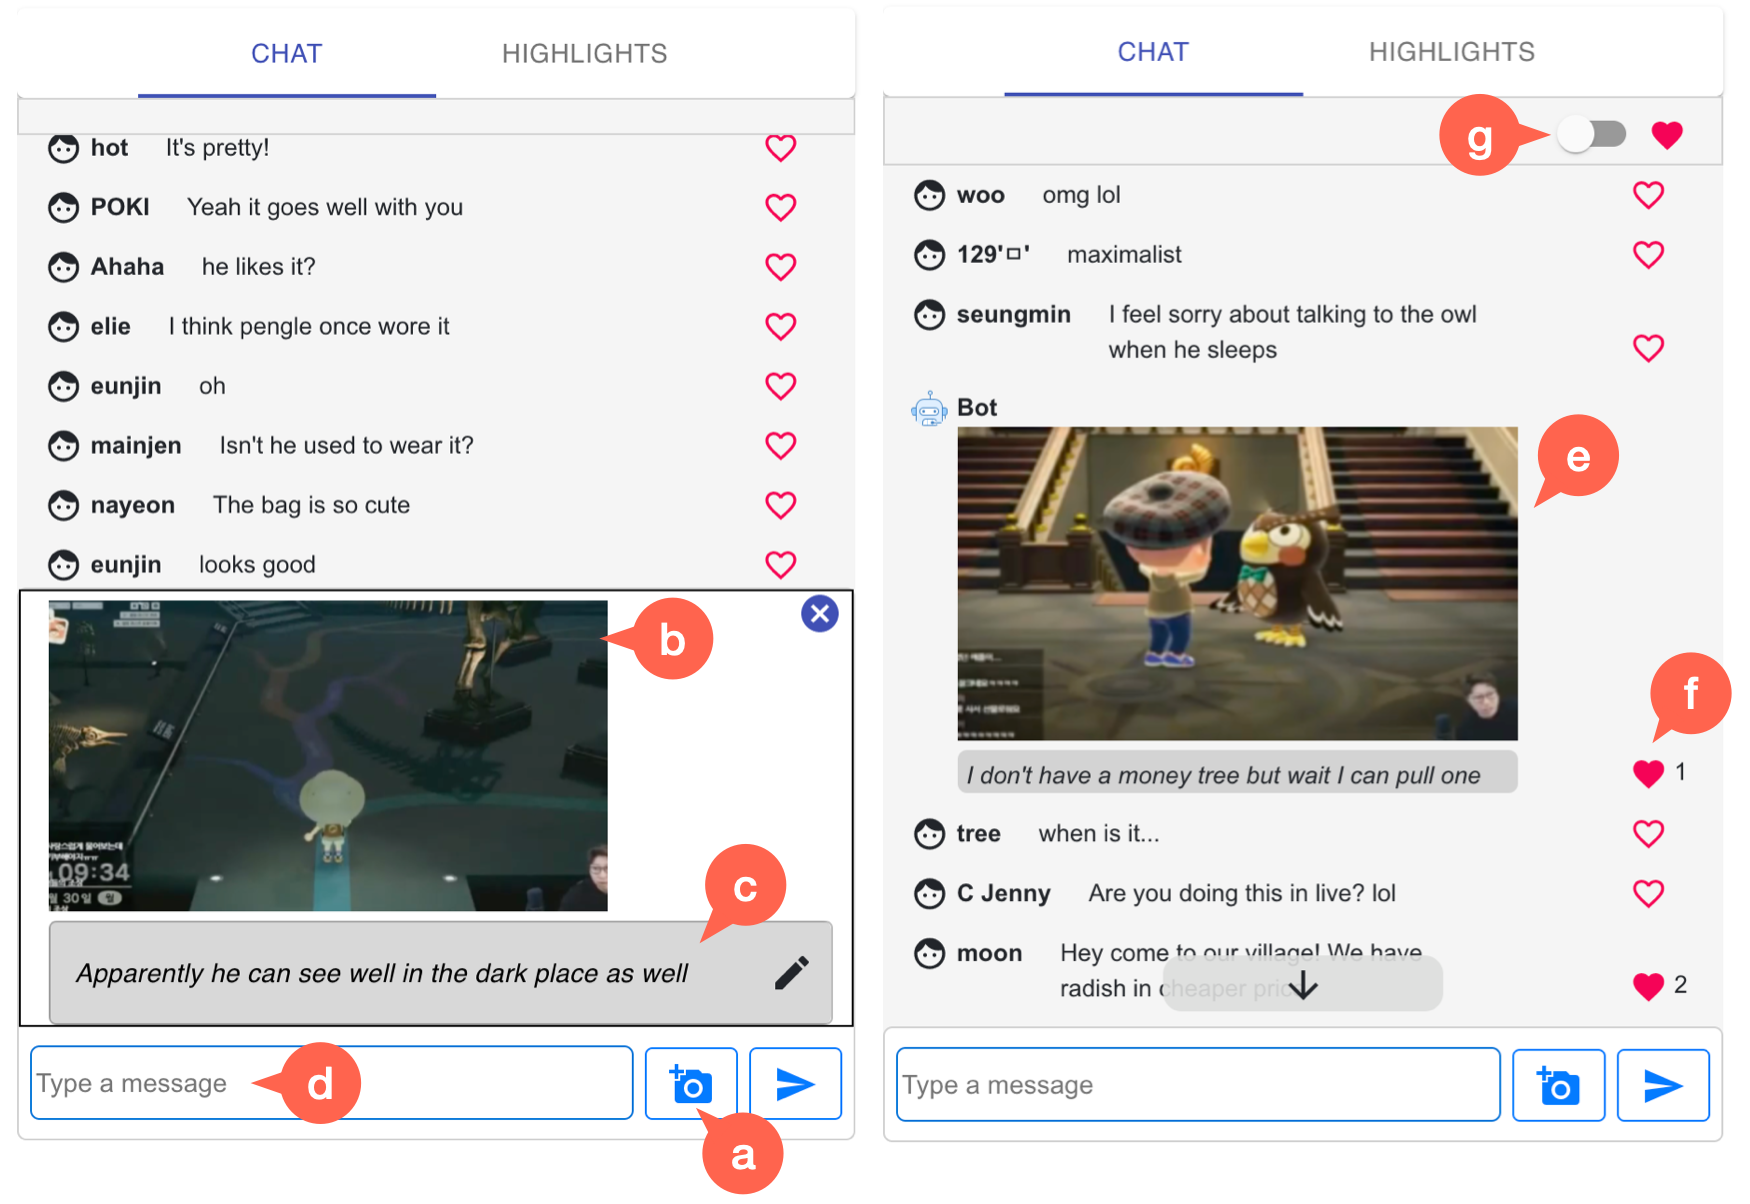 CHAT HIGHLIGHTS
hot It's pretty!
POKI Yeah it goes well with you
Ahaha he likes it?
elie I think pengle once wore it
eunjin oh
mainjen Isn't he used to wear it?
nayeon The bag is so cute
eunjin looks good
b
09:34
30일 월
c
Apparently he can see well in the dark place as well
Type a message
d
a
CHAT HIGHLIGHTS
g
woo omg lol
129'ㅁ' maximalist
seungmin I feel sorry about talking to the owl
when he sleeps
Bot
e
f
I don't have a money tree but wait I can pull one
1
tree when is it...
C Jenny Are you doing this in live? lol
moon Hey come to our village! We have
radish in cheaper
2
Type a message